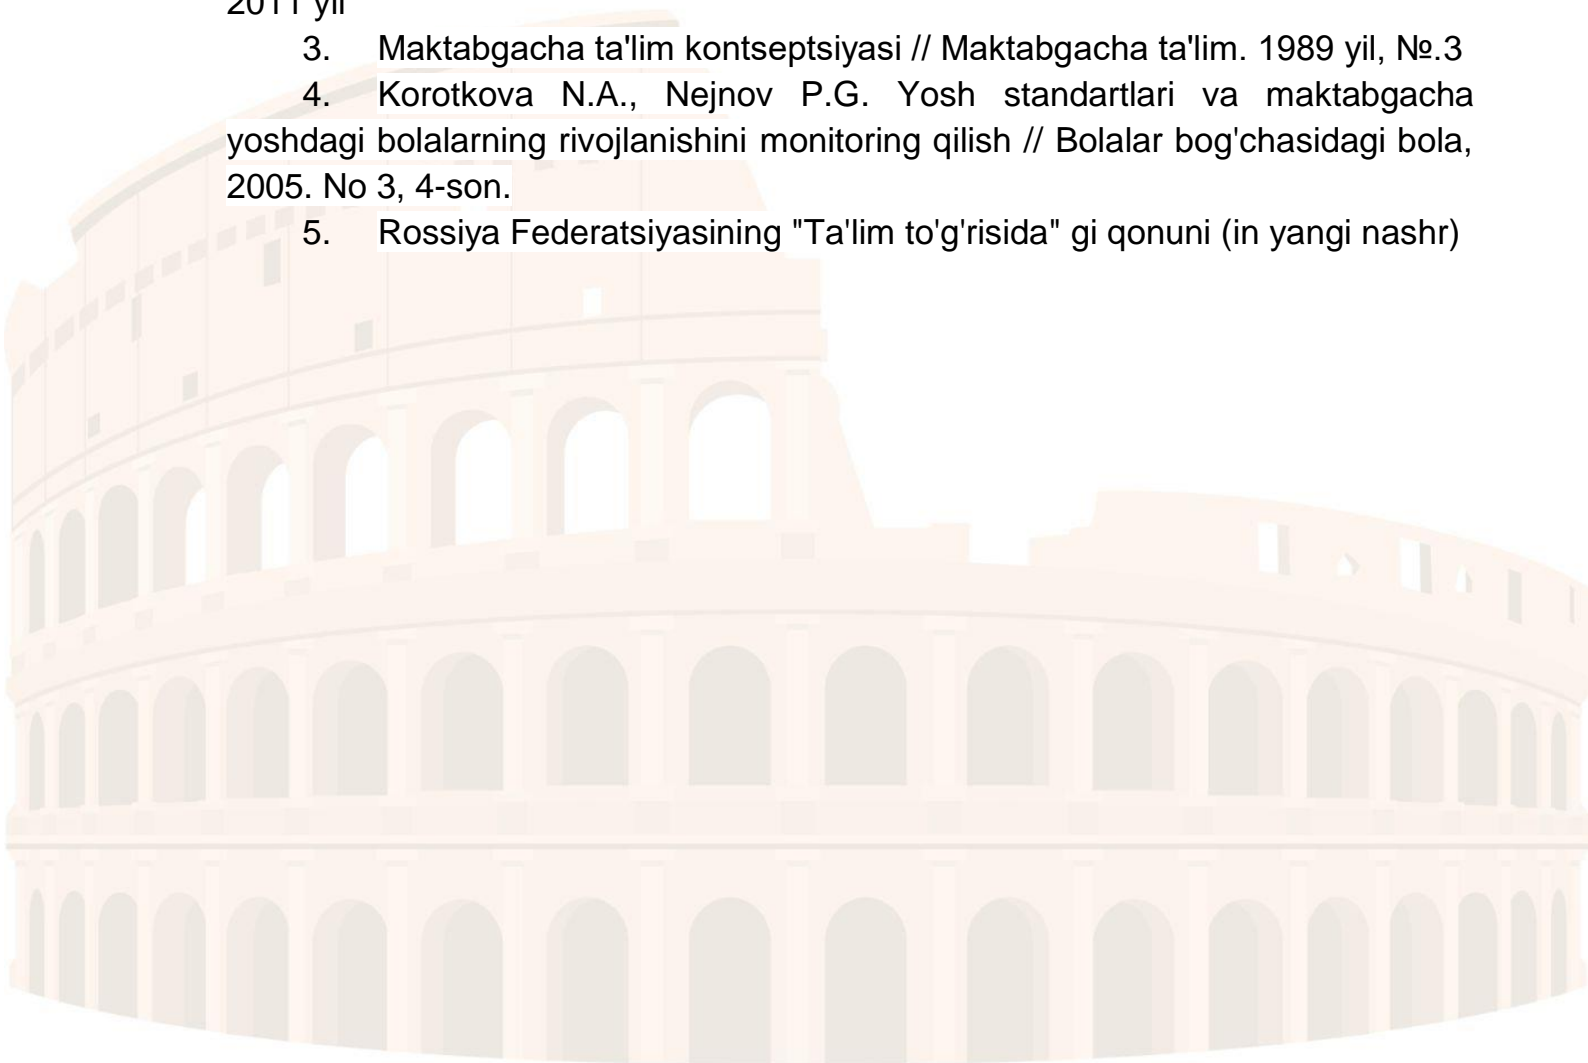 2011 yil
3. Maktabgacha ta'lim kontseptsiyasi // Maktabgacha ta'lim. 1989 yil, №.3
4. Korotkova N.A., Nejnov P.G. Yosh standartlari va maktabgacha
yoshdagi bolalarning rivojlanishini monitoring qilish // Bolalar bog'chasidagi bola,
2005. No 3, 4-son.
5. Rossiya Federatsiyasining "Ta'lim to'g'risida" gi qonuni (in yangi nashr)